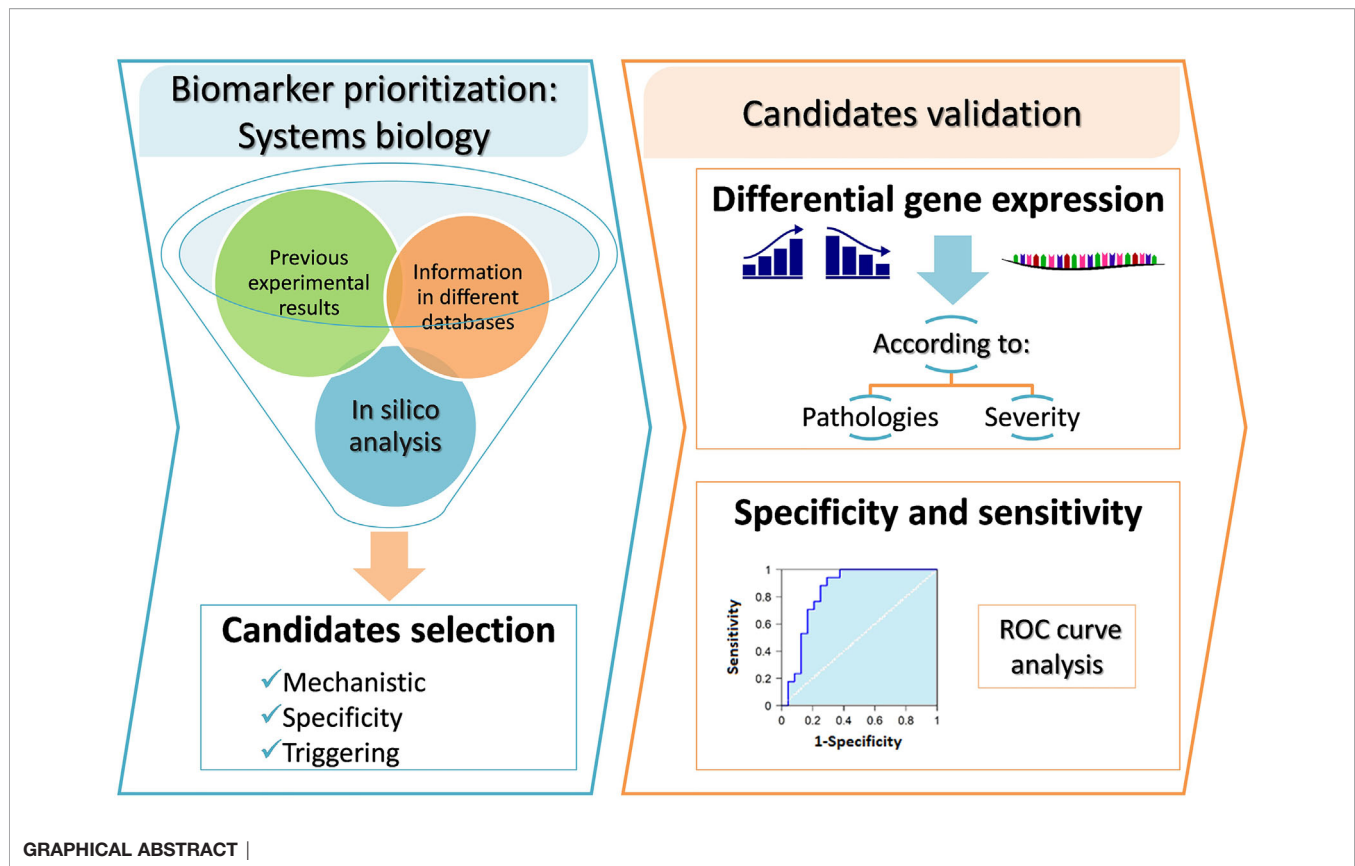 Biomarker prioritization:
Systems biology
Previous
experimental
results
Information
in different
databases
In silico
analysis
Candidates selection
✓Mechanistic
✓Specificity
✓Triggering
Candidates validation
Differential gene expression
According to:
Pathologies
Severity
Specificity and sensitivity
Sensitivity
1
0.8
0.6
0.4
0.2
0
0 0.2 0.4 0.6 0.8 1
1-Specificity
ROC curve
analysis
GRAPHICAL ABSTRACT |